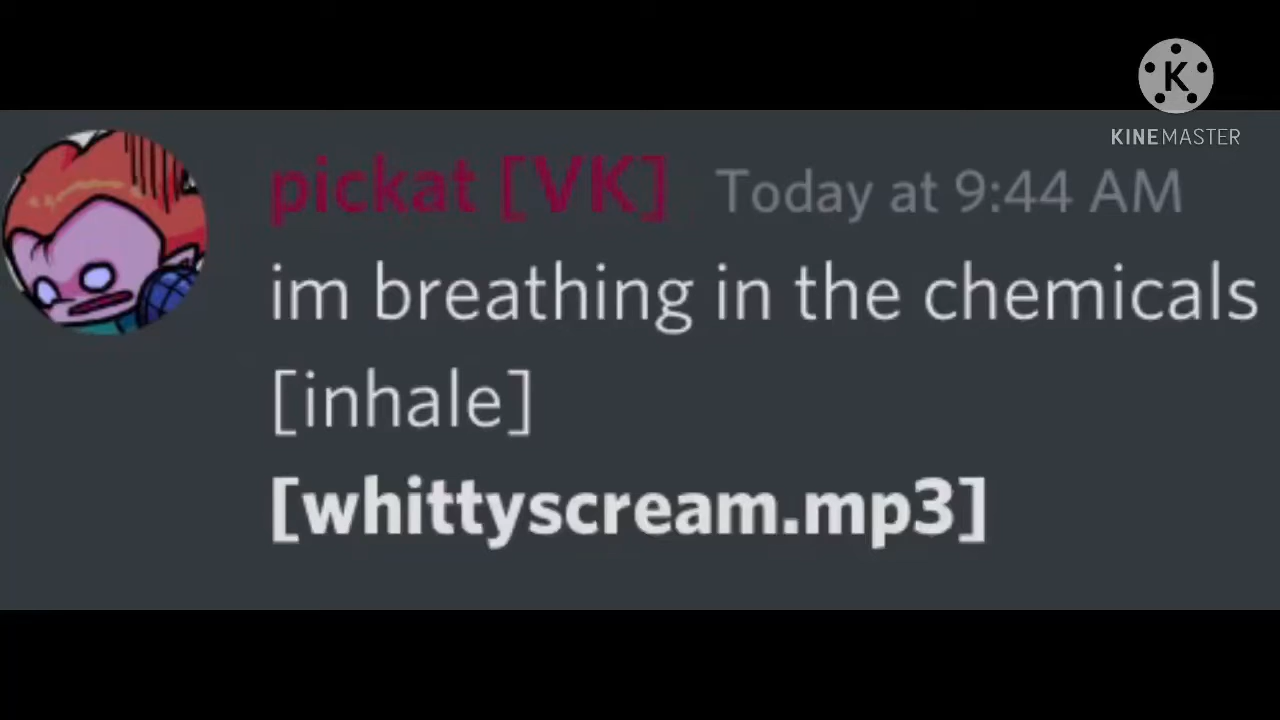 K
KINEMASTER
pickat [VK] Today at 9:44 AM
im breathing in the chemicals
[inhale]
[whittyscream.mp3]